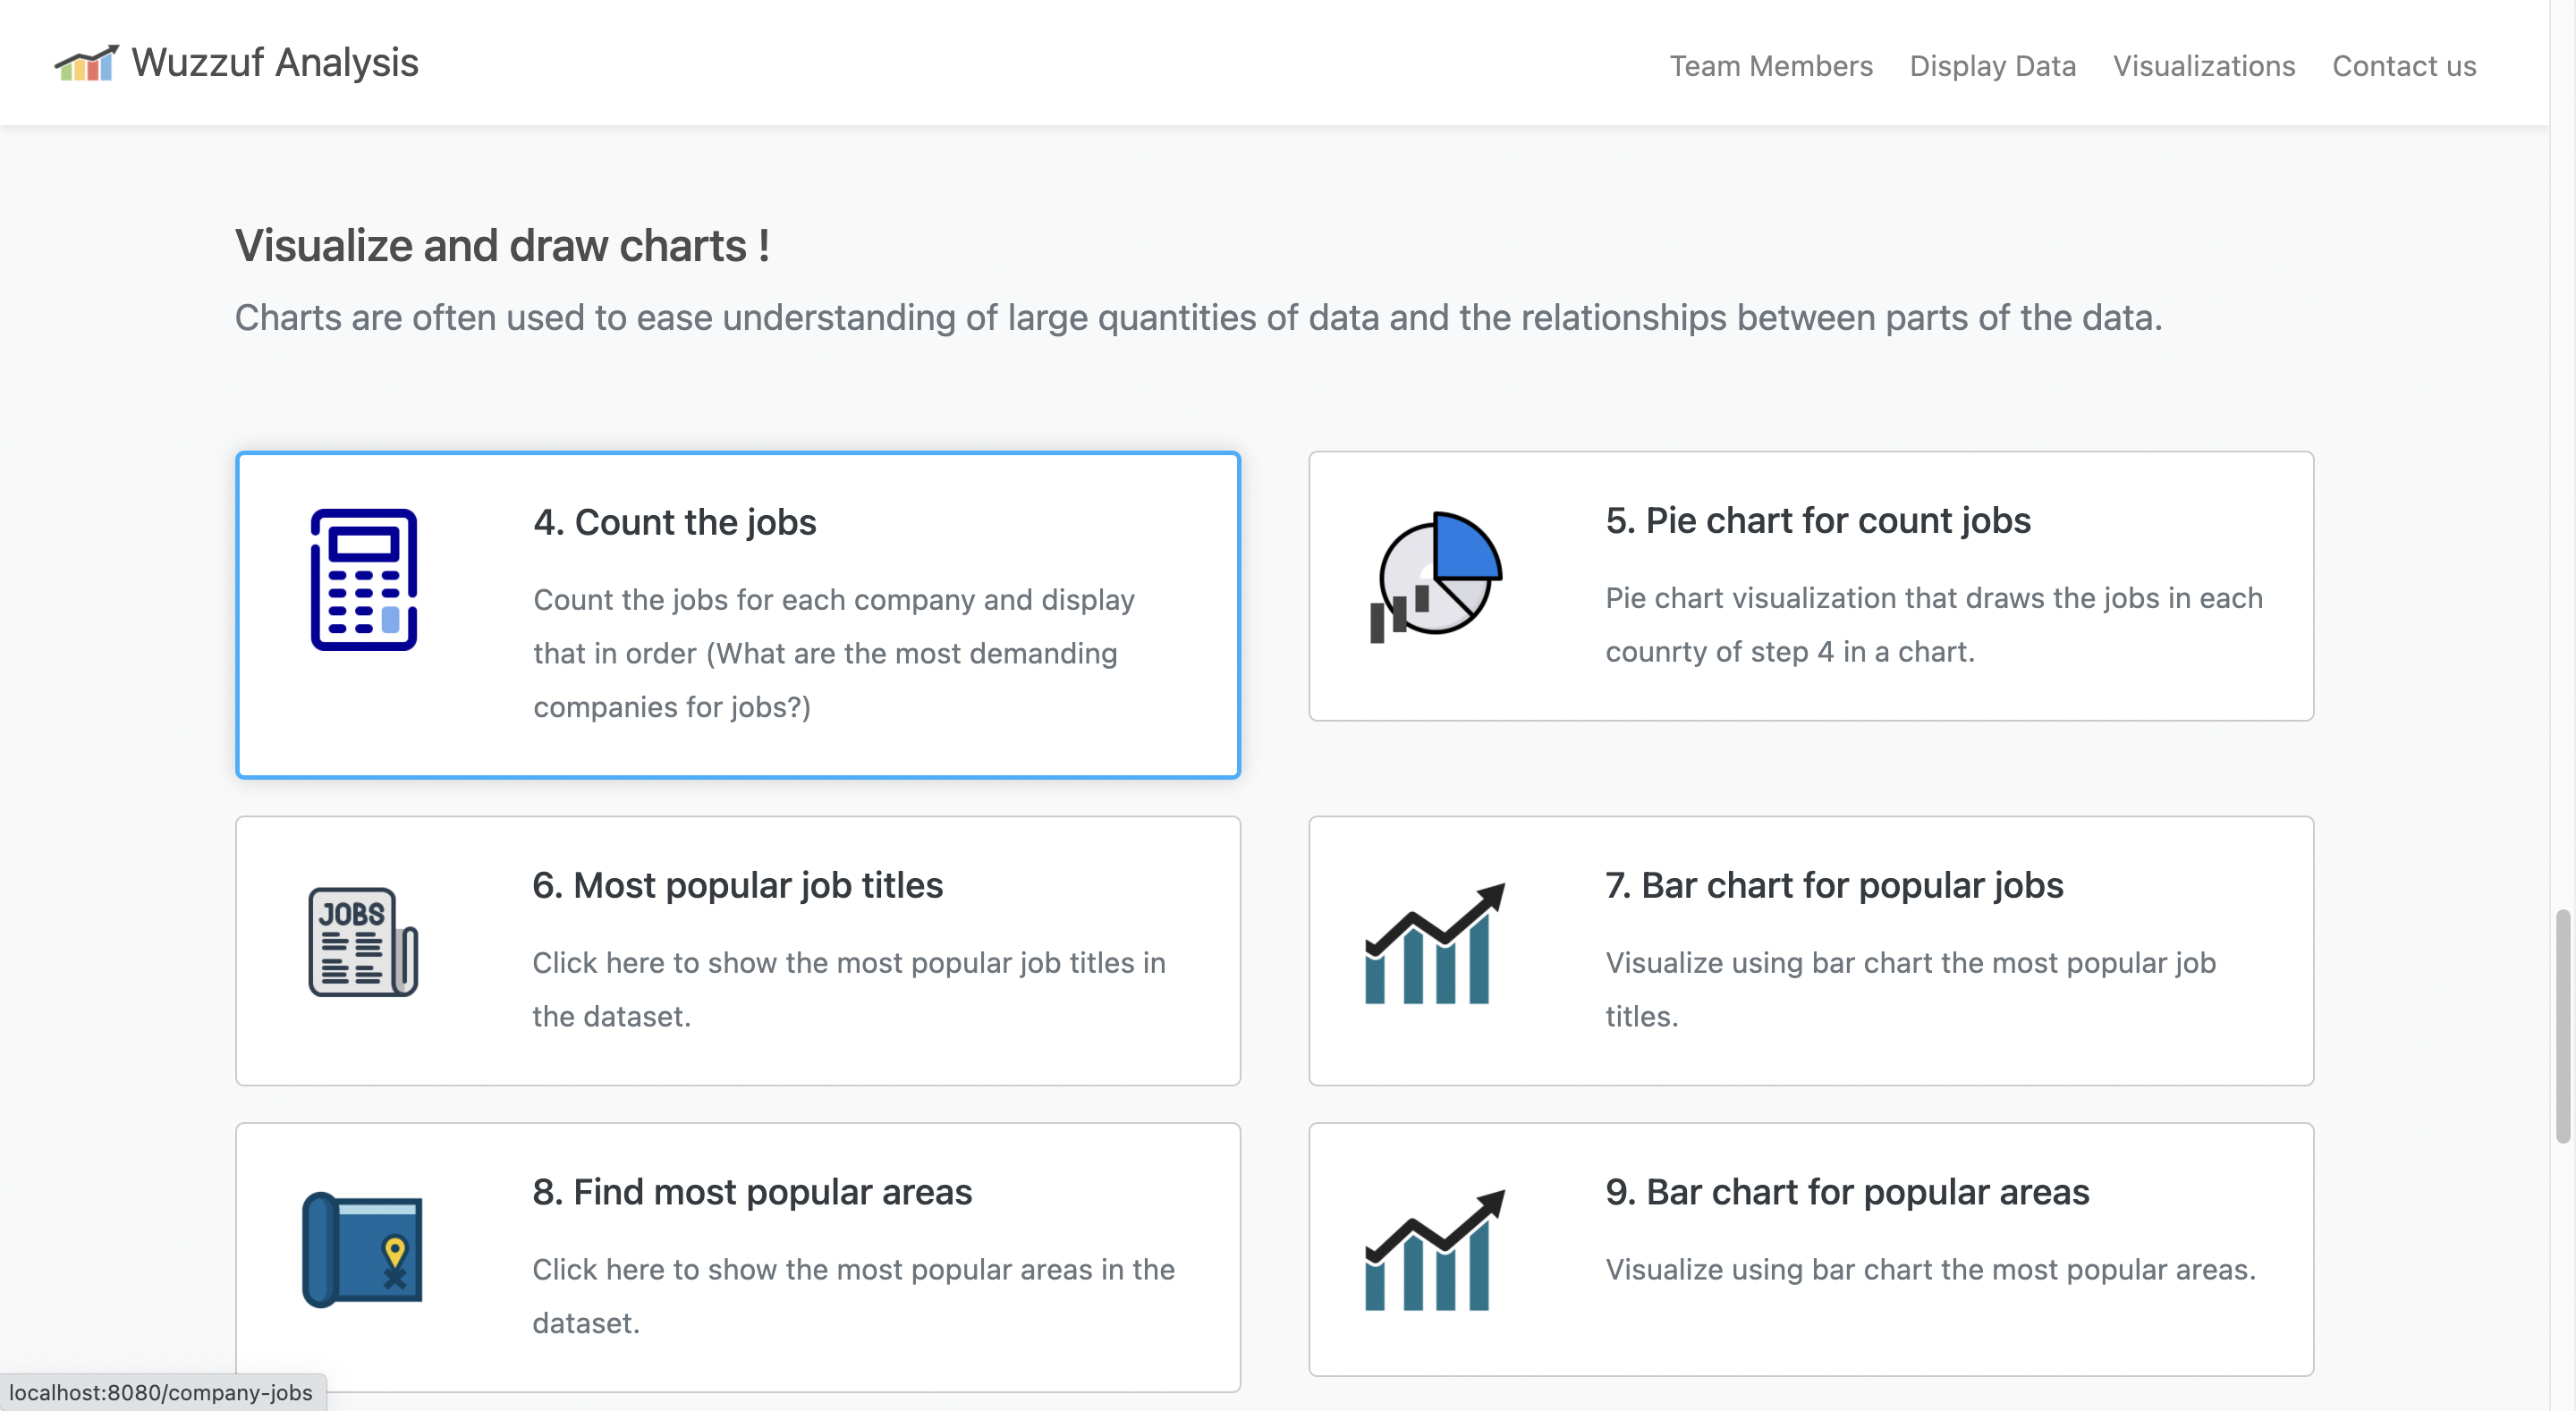 Wuzzuf Analysis
Team Members Display Data Visualizations Contact us
Visualize and draw charts !
Charts are often used to ease understanding of large quantities of data and the relationships between parts of the data.
4. Count the jobs
Count the jobs for each company and display
that in order (What are the most demanding
companies for jobs?)
5. Pie chart for count jobs
Pie chart visualization that draws the jobs in each
counrty of step 4 in a chart.
JOBS
6. Most popular job titles
Click here to show the most popular job titles in
the dataset.
7. Bar chart for popular jobs
Visualize using bar chart the most popular job
titles.
8. Find most popular areas
Click here to show the most popular areas in the
dataset.
9. Bar chart for popular areas
Visualize using bar chart the most popular areas.
localhost:8080/company-jobs